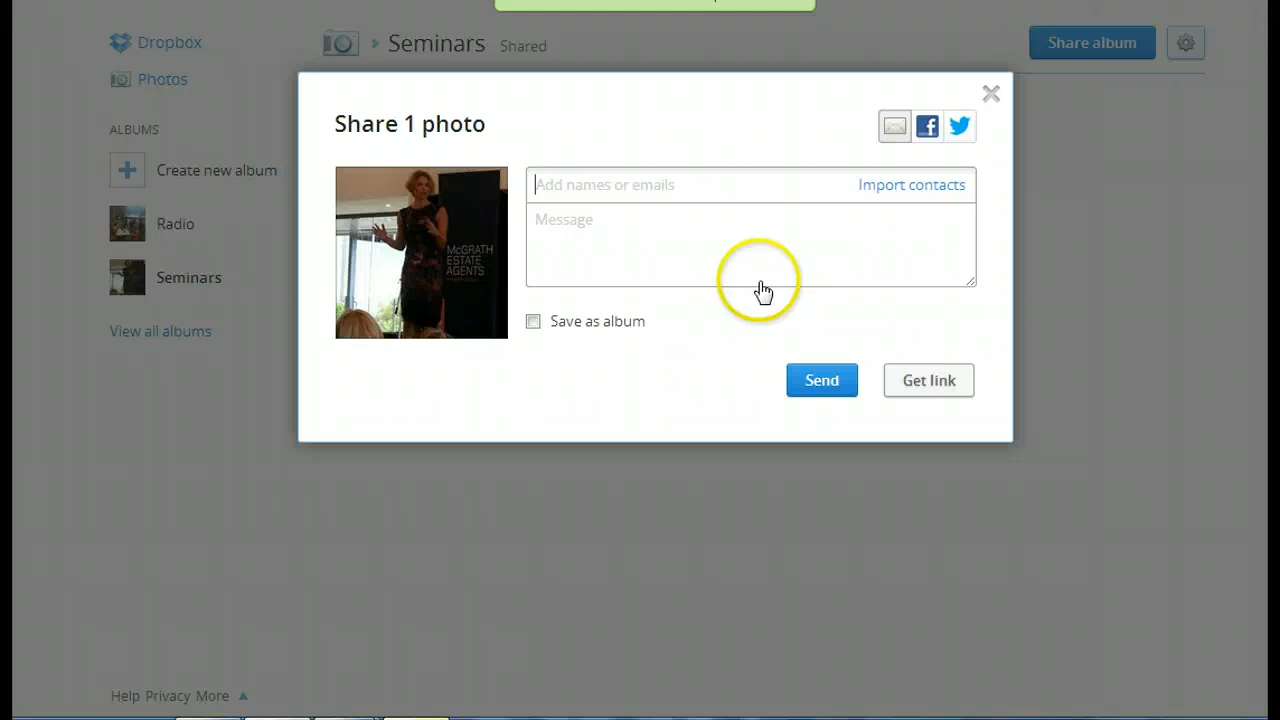 Dropbox
Seminars Shared
Share album
Photos
ALBUMS
Create new album
Radio
Seminars
View all albums
Share 1 photo
Add names or emails
Import contacts
Message
McGRATH
ESTATE
AGENTS
Save as album
Send
Get link
Help Privacy More